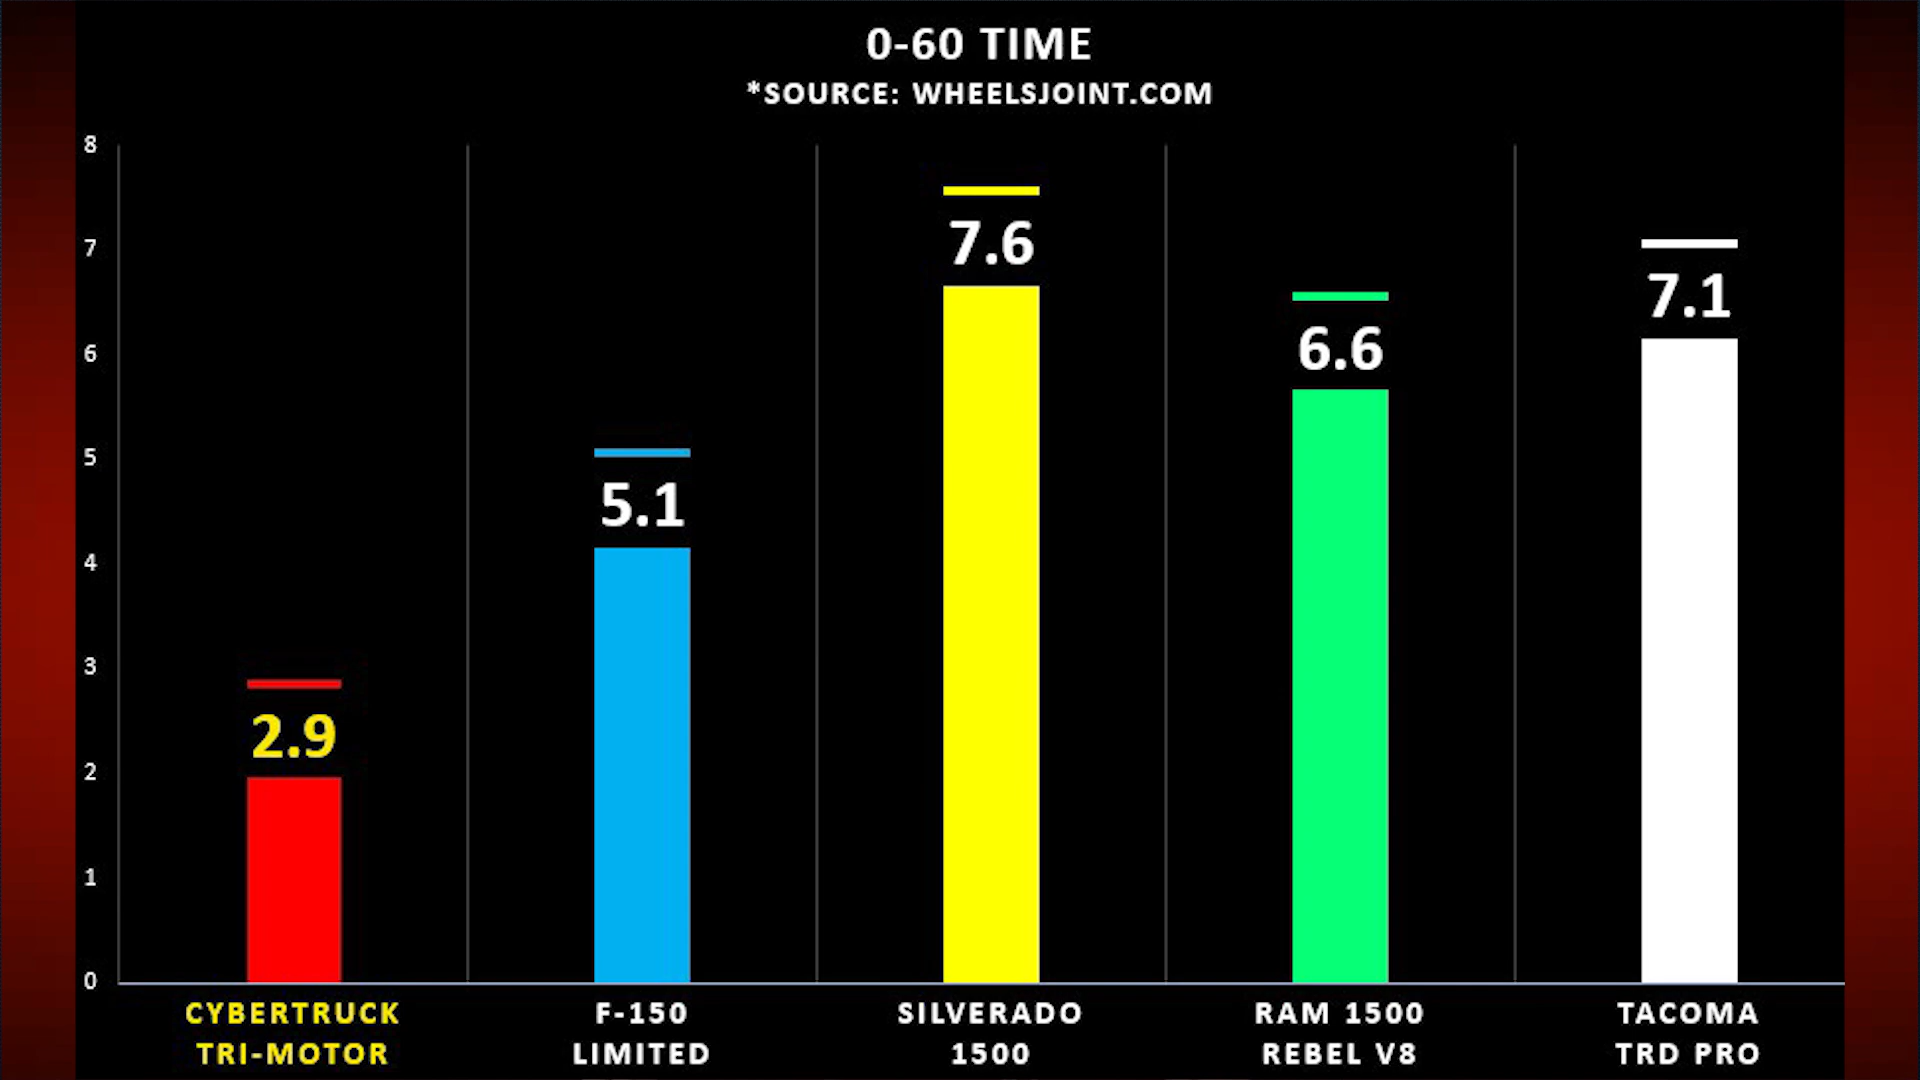 0-60 TIME
*SOURCE: WHEELSJOINT.COM
8
7
6
5
4
3
2
1
0
2.9
5.1
7.6
6.6
7.1
CYBERTRUCK
TRI-MOTOR
F-150
LIMITED
SILVERADO
1500
RAM 1500
REBEL V8
TACOMA
TRD PRO